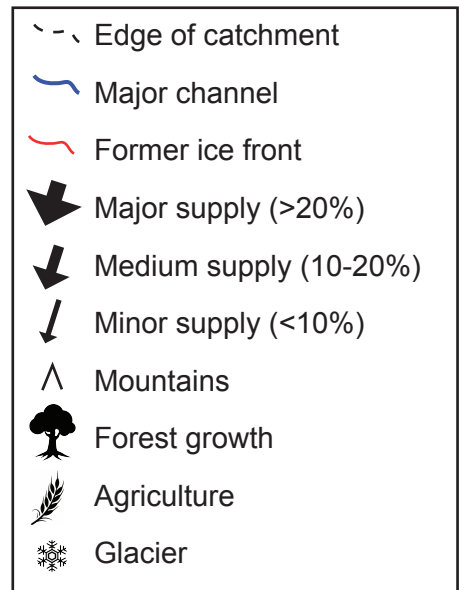 Edge of catchment
Major channel
Former ice front
Major supply (>20%)
Medium supply (10-20%)
Minor supply (<10%)
Mountains
Forest growth
Agriculture
Glacier